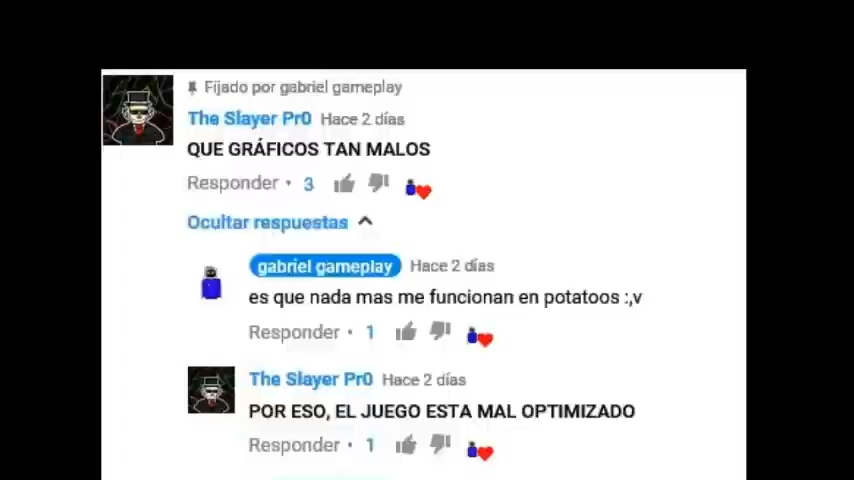 Fijado por gabriel gameplay
The Slayer Pr0 Hace 2 días
QUE GRÁFICOS TAN MALOS
Responder • 3
Ocultar respuestas
gabriel gameplay Hace 2 días
es que nada mas me funcionan en potatoos :,v
Responder • 1
The Slayer Pr0 Hace 2 días
POR ESO, EL JUEGO ESTA MAL OPTIMIZADO
Responder • 1